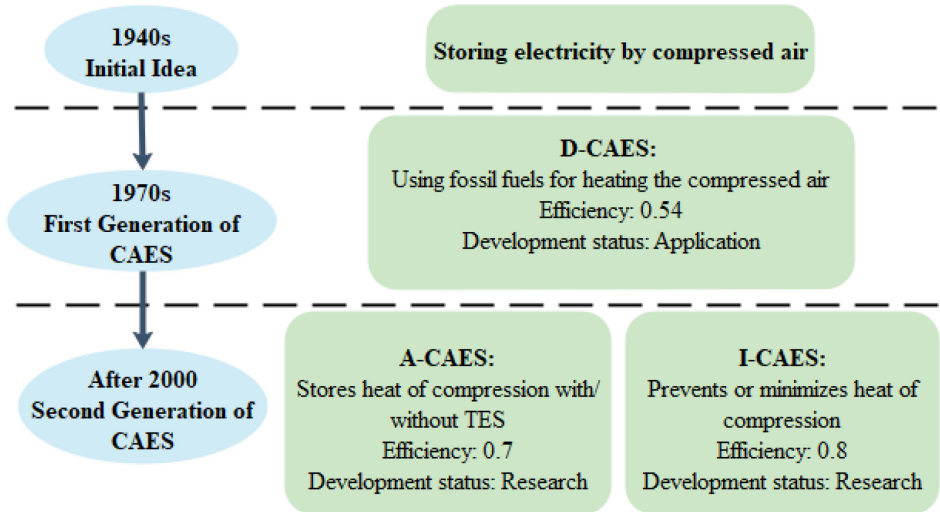 1940s
Initial Idea
Storing electricity by compressed air
1970s
First Generation of
CAES
D-CAES:
Using fossil fuels for heating the compressed air
Efficiency: 0.54
Development status: Application
After 2000
Second Generation of
CAES
A-CAES:
Stores heat of compression with/
without TES
Efficiency: 0.7
Development status: Research
I-CAES:
Prevents or minimizes heat of
compression
Efficiency: 0.8
Development status: Research